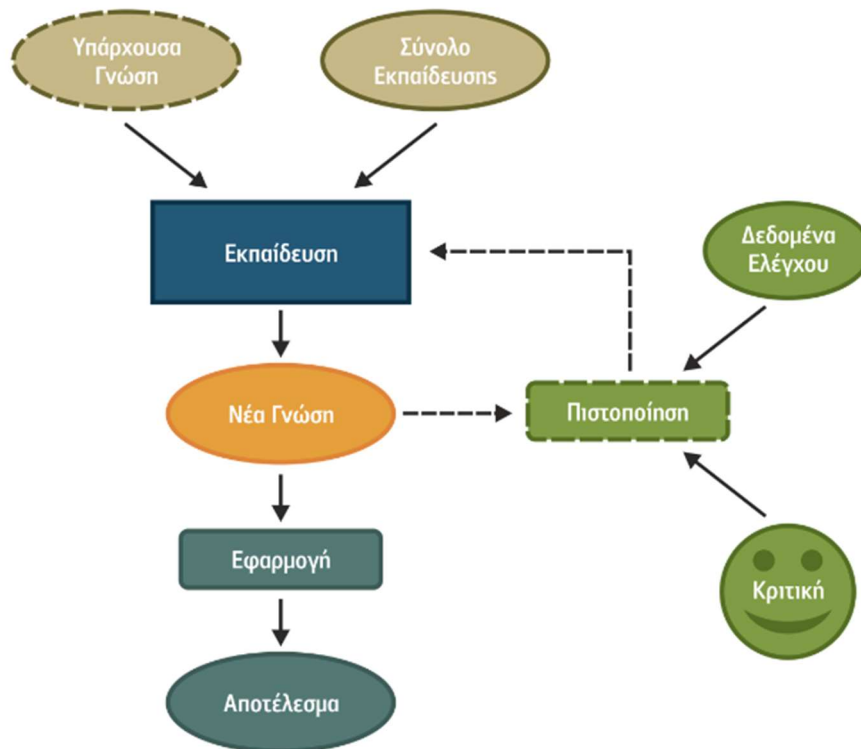 Υπάρχουσα
Γνώση
Σύνολο
Εκπαίδευσης
Εκπαίδευση
Δεδομένα
Ελέγχου
Νέα Γνώση
Πιστοποίηση
Εφαρμογή
Κριτική
Αποτέλεσμα